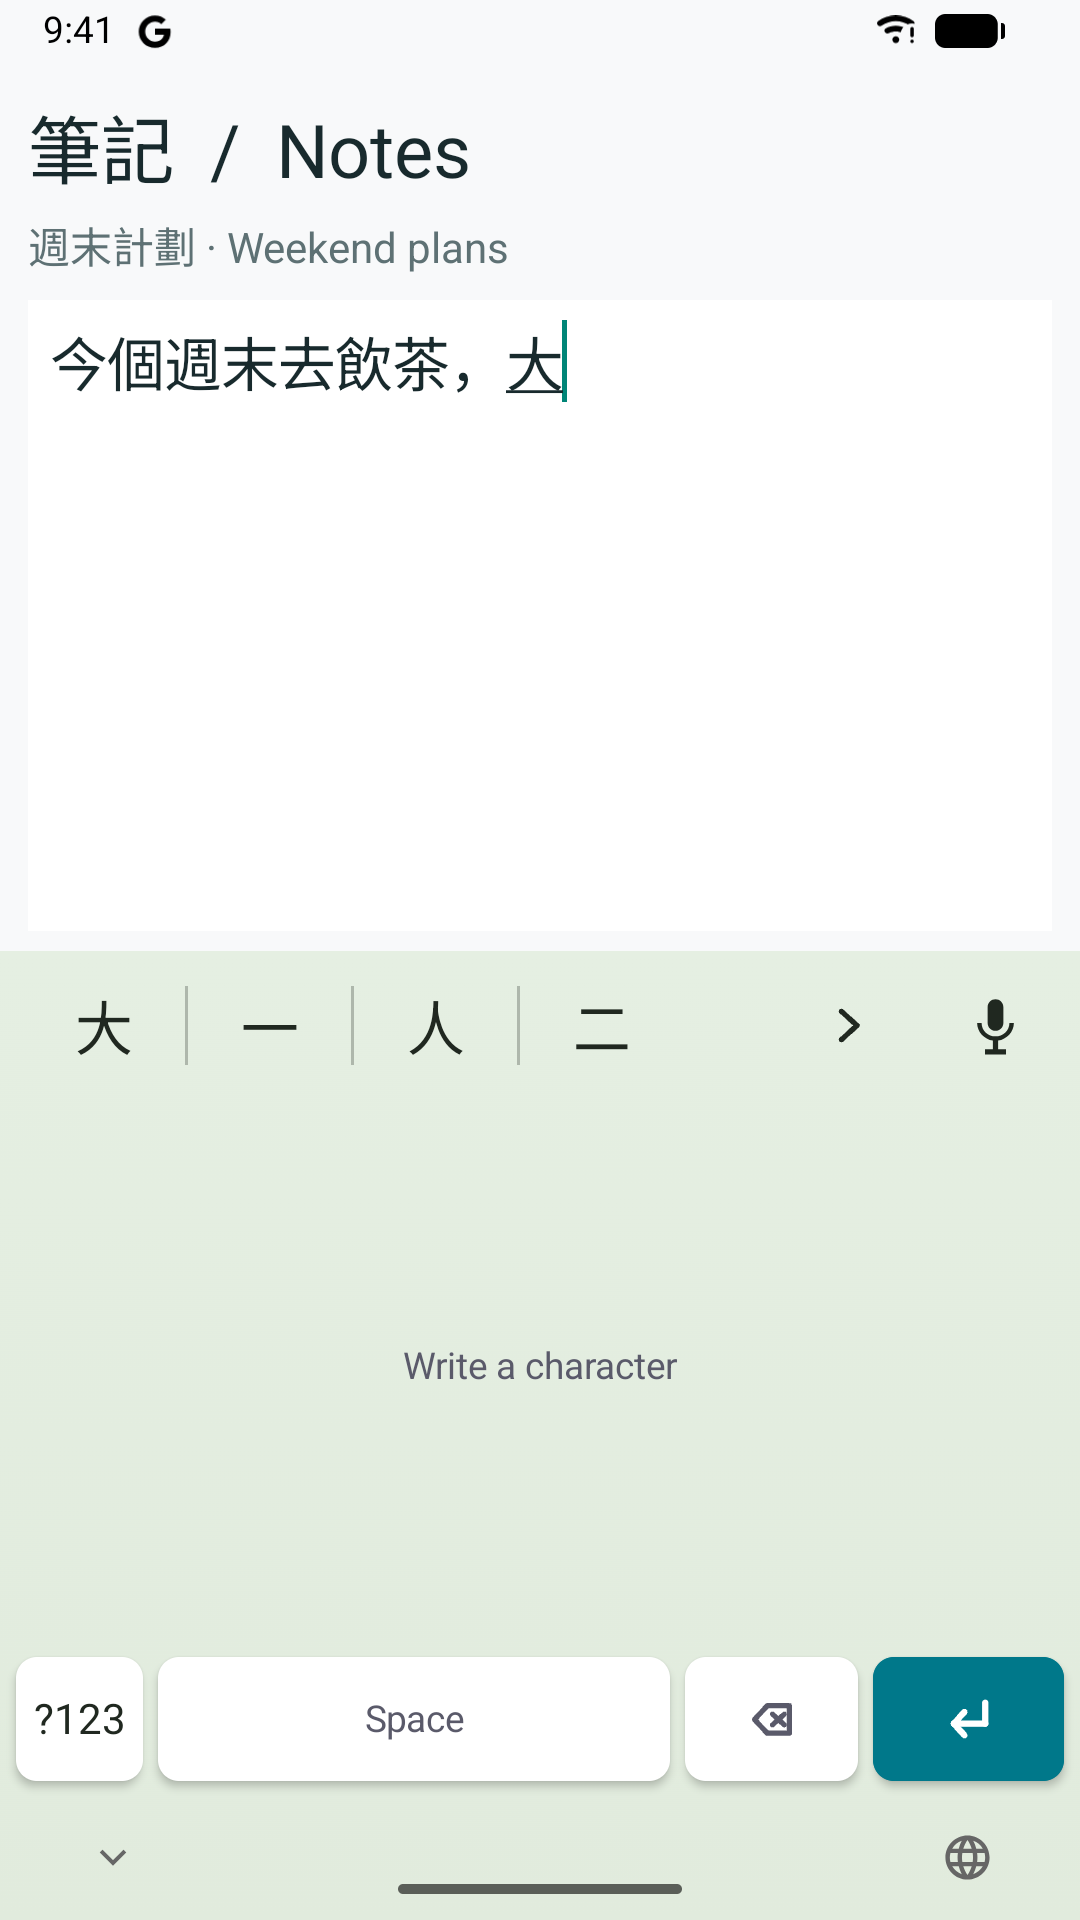 9:41
筆記 / Notes
週末計劃 · Weekend plans
今個週末去飲茶，大
大 一 人 二
Write a character
?123 Space